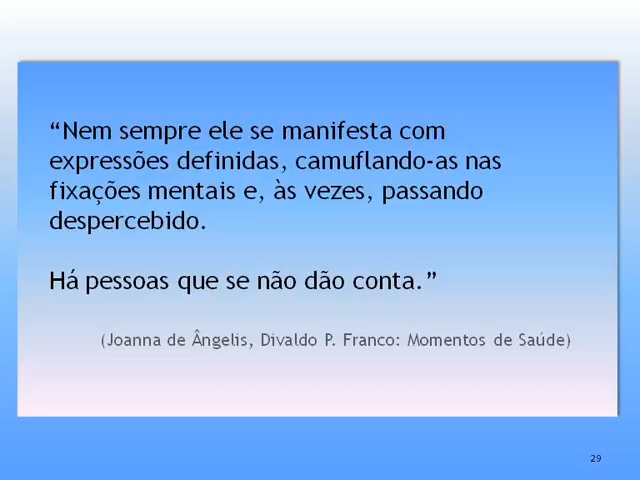 “Nem sempre ele se manifesta com
expressões definidas, camuflando-as nas
fixações mentais e, às vezes, passando
despercebido.
Há pessoas que se não dão conta.”
(Joanna de Ângelis, Divaldo P. Franco: Momentos de Saúde)
29